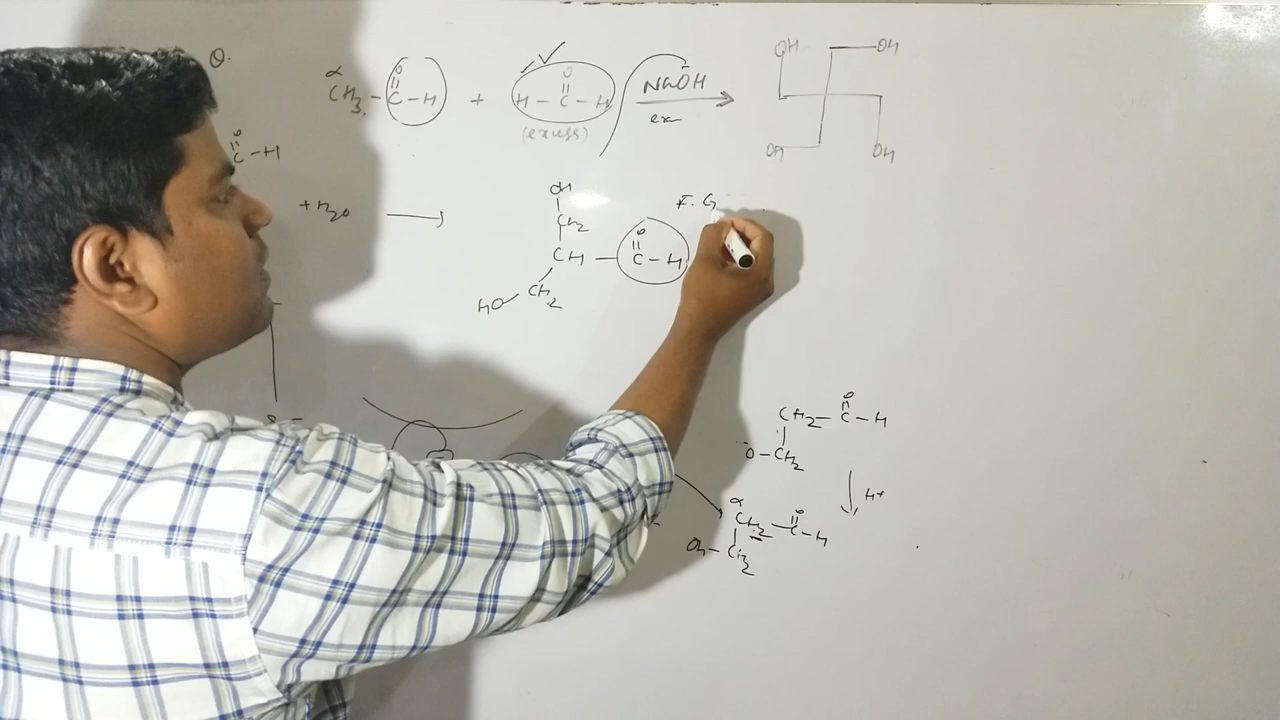 Q.
α O O
CH3 - C - H + H - C - H NaOH
(excess) ex
OH OH
OH OH
O
C - H
+ H2O
OH
CH2 F. G
O
CH - C - H
HO CH2
O
CH2 - C - H
O - CH2
H+
α O
CH2 - C - H
OH - CH2